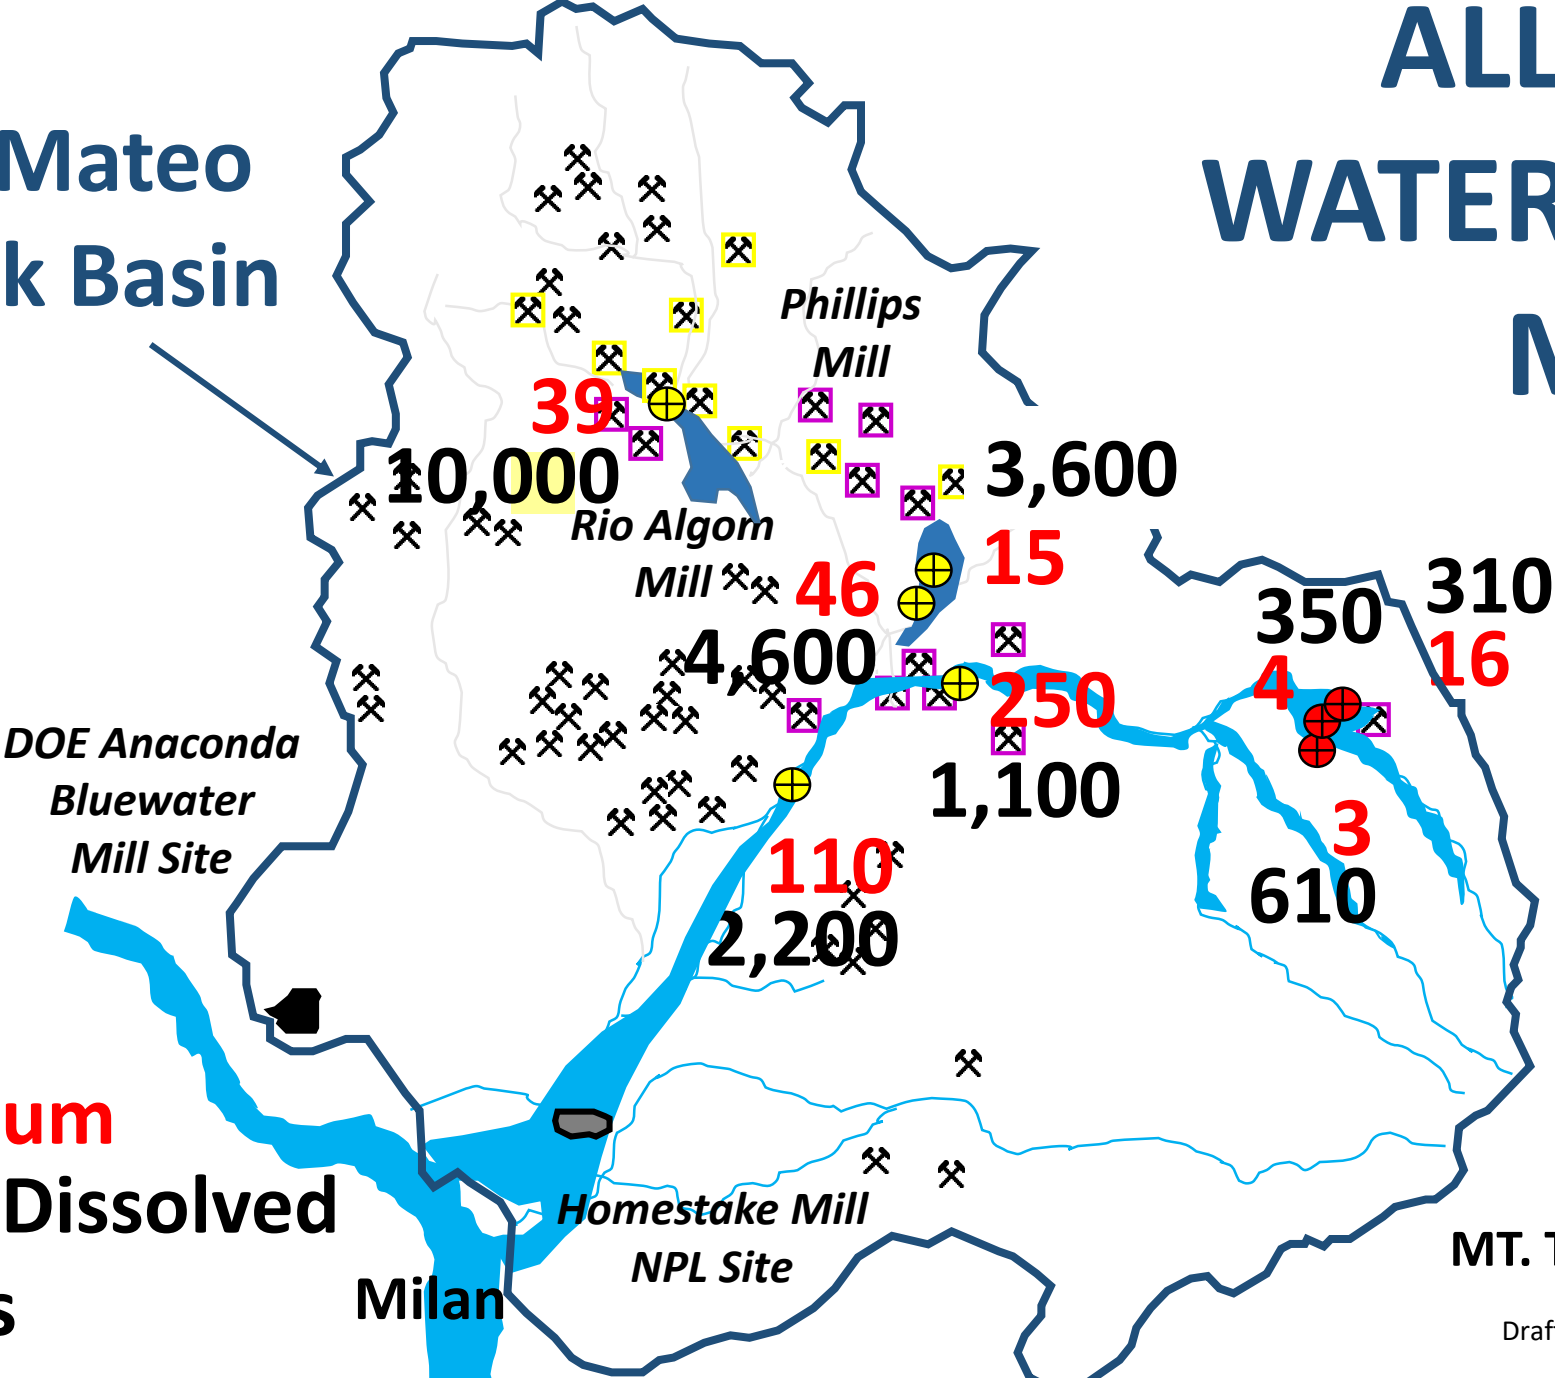 ALL
WATER
M
Mateo
k Basin
Phillips
Mill
39
10,000
Rio Algom
Mill
3,600
15
46
4,600
250
1,100
350
4
310
16
3
610
DOE Anaconda
Bluewater
Mill Site
110
2,200
um
Dissolved
s
Homestake Mill
NPL Site
Milan
MT. T
Draf